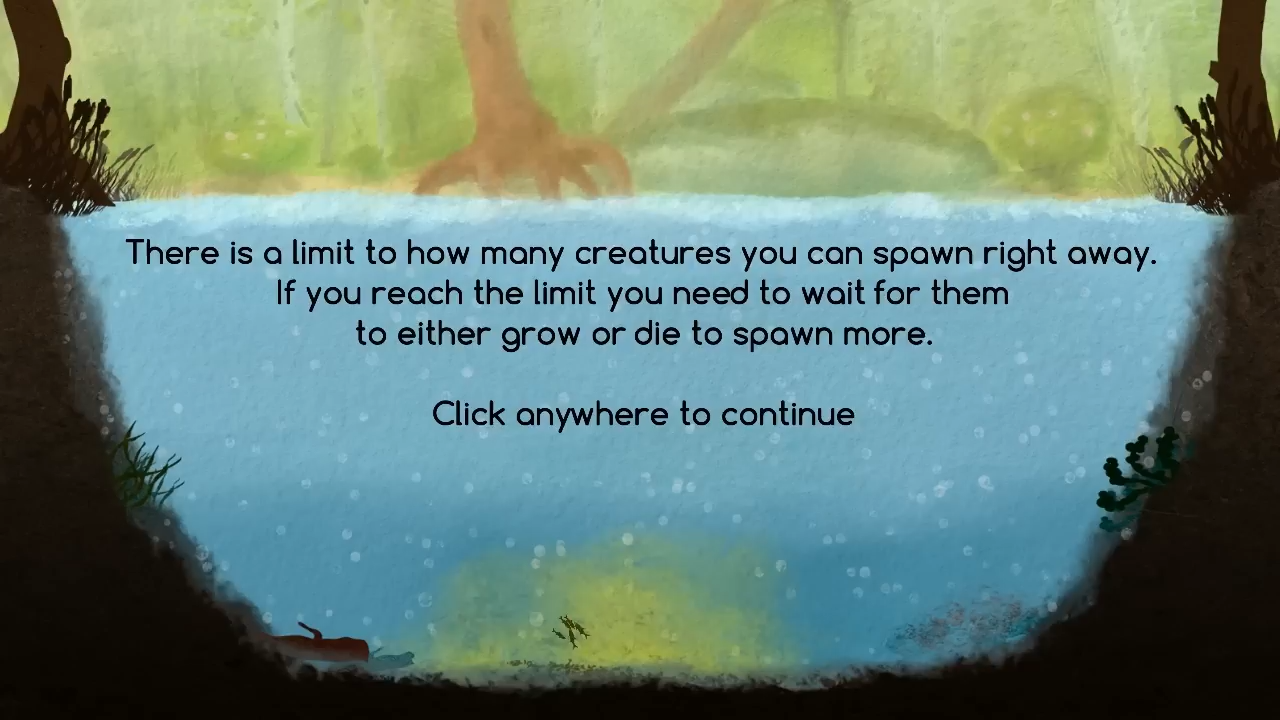 There is a limit to how many creatures you can spawn right away.
If you reach the limit you need to wait for them
to either grow or die to spawn more.
Click anywhere to continue